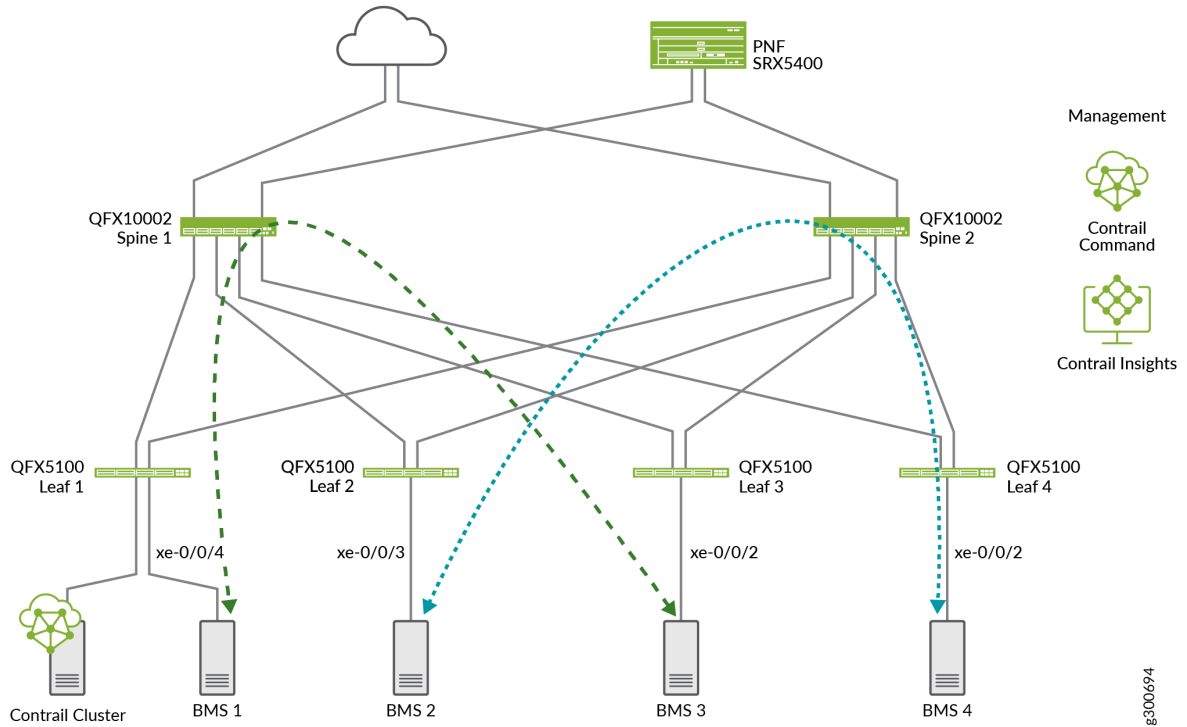 PNF
SRX5400
Management
Contrail
Command
Contrail Insights
QFX10002
Spine 1
QFX10002
Spine 2
QFX5100
Leaf 1
QFX5100
Leaf 2
QFX5100
Leaf 3
QFX5100
Leaf 4
xe-0/0/4
xe-0/0/3
xe-0/0/2
xe-0/0/2
Contrail Cluster
BMS 1
BMS 2
BMS 3
BMS 4
g300694